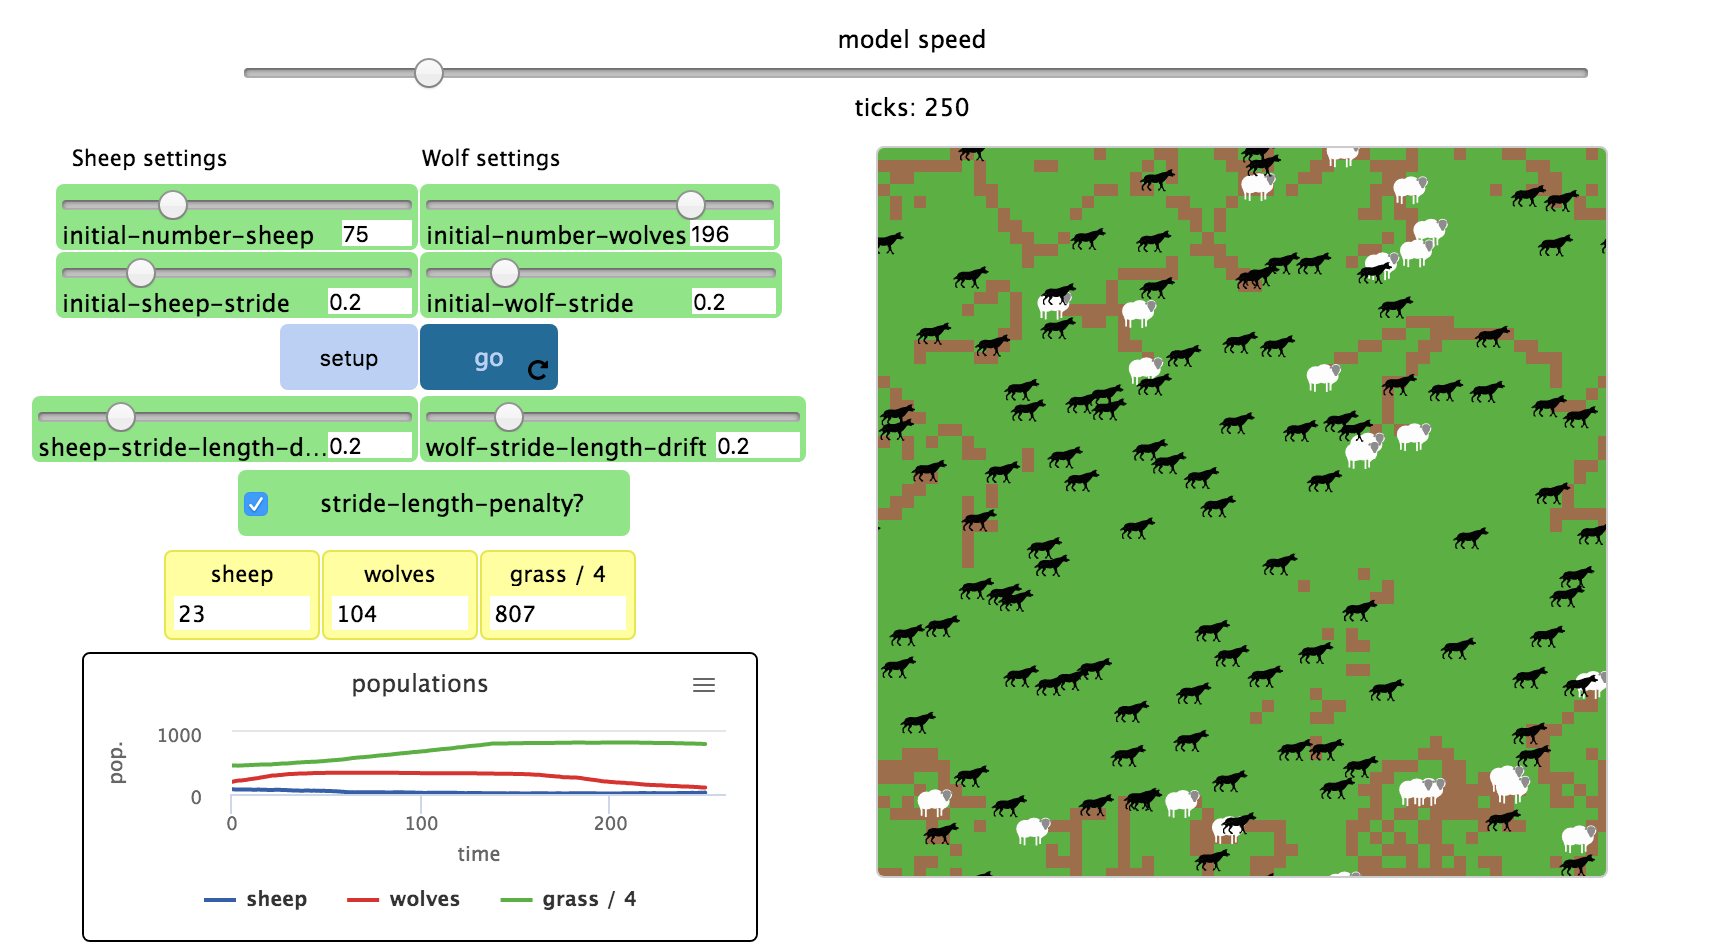 model speed
ticks: 250
Sheep settings
Wolf settings
initial-number-sheep 75
initial-number-wolves 196
initial-sheep-stride 0.2
initial-wolf-stride 0.2
setup
go
sheep-stride-length-d... 0.2
wolf-stride-length-drift 0.2
stride-length-penalty?
sheep
23
wolves
104
grass / 4
807
populations
pop.
1000
0
0 100 200
time
sheep wolves grass / 4